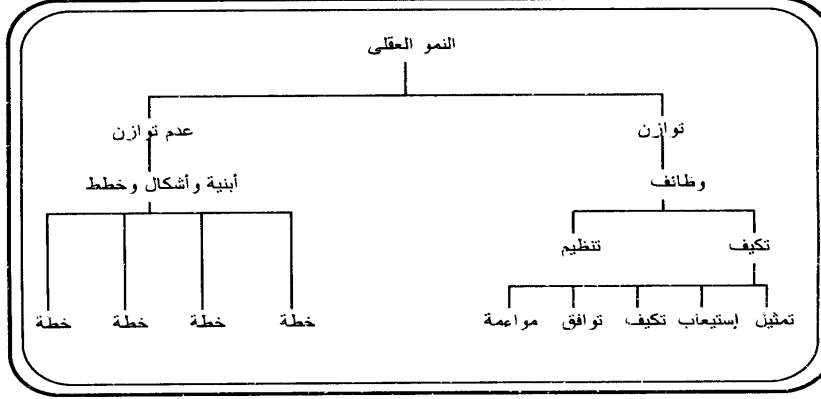 النمو العقلى
توازن عدم توازن
وظائف أبنية وأشكال وخطط
تكيف تنظيم
تمثيل إستيعاب تكيف توافق مواءمة خطة خطة خطة خطة